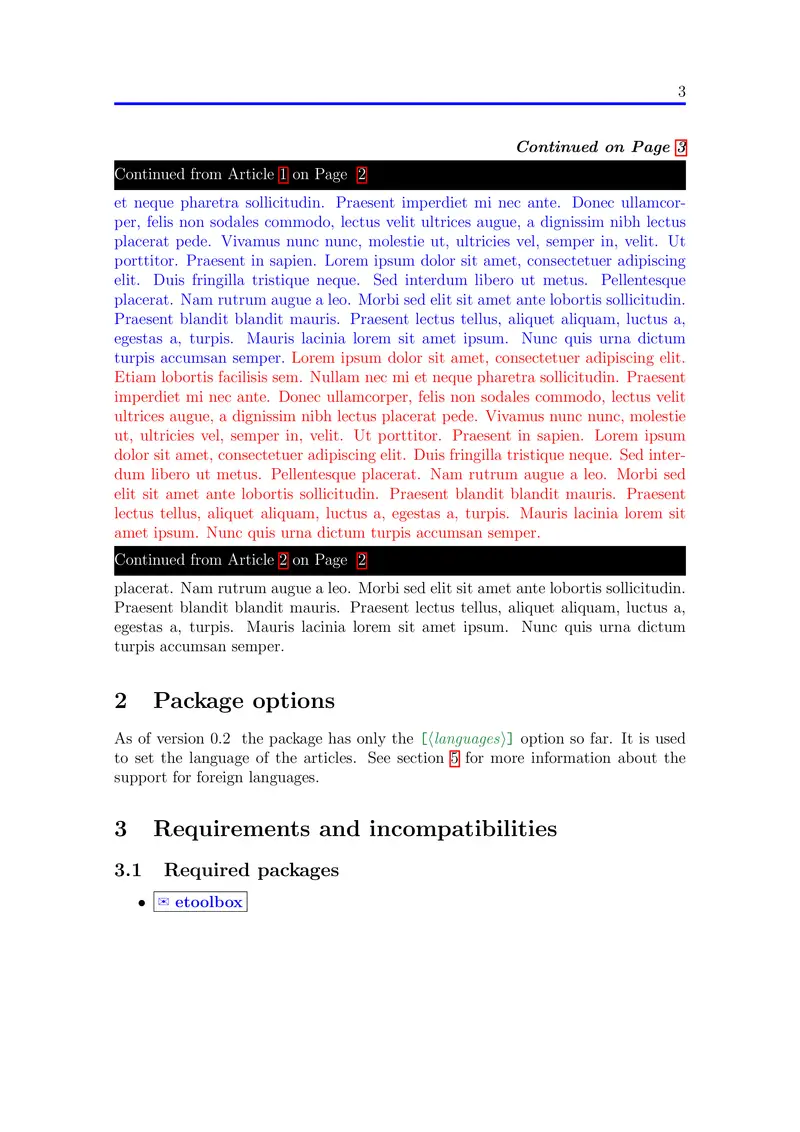 3
Continued on Page 3
Continued from Article 1 on Page 2
et neque pharetra sollicitudin. Praesent imperdiet mi nec ante. Donec ullamcor-
per, felis non sodales commodo, lectus velit ultrices augue, a dignissim nibh lectus
placerat pede. Vivamus nunc nunc, molestie ut, ultricies vel, semper in, velit. Ut
porttitor. Praesent in sapien. Lorem ipsum dolor sit amet, consectetuer adipiscing
elit. Duis fringilla tristique neque. Sed interdum libero ut metus. Pellentesque
placerat. Nam rutrum augue a leo. Morbi sed elit sit amet ante lobortis sollicitudin.
Praesent blandit blandit mauris. Praesent lectus tellus, aliquet aliquam, luctus a,
egestas a, turpis. Mauris lacinia lorem sit amet ipsum. Nunc quis urna dictum
turpis accumsan semper. Lorem ipsum dolor sit amet, consectetuer adipiscing elit.
Etiam lobortis facilisis sem. Nullam nec mi et neque pharetra sollicitudin. Praesent
imperdiet mi nec ante. Donec ullamcorper, felis non sodales commodo, lectus velit
ultrices augue, a dignissim nibh lectus placerat pede. Vivamus nunc nunc, molestie
ut, ultricies vel, semper in, velit. Ut porttitor. Praesent in sapien. Lorem ipsum
dolor sit amet, consectetuer adipiscing elit. Duis fringilla tristique neque. Sed inter-
dum libero ut metus. Pellentesque placerat. Nam rutrum augue a leo. Morbi sed
elit sit amet ante lobortis sollicitudin. Praesent blandit blandit mauris. Praesent
lectus tellus, aliquet aliquam, luctus a, egestas a, turpis. Mauris lacinia lorem sit
amet ipsum. Nunc quis urna dictum turpis accumsan semper.
Continued from Article 2 on Page 2
placerat. Nam rutrum augue a leo. Morbi sed elit sit amet ante lobortis sollicitudin.
Praesent blandit blandit mauris. Praesent lectus tellus, aliquet aliquam, luctus a,
egestas a, turpis. Mauris lacinia lorem sit amet ipsum. Nunc quis urna dictum
turpis accumsan semper.
2 Package options
As of version 0.2 the package has only the [⟨languages⟩] option so far. It is used
to set the language of the articles. See section 5 for more information about the
support for foreign languages.
3 Requirements and incompatibilities
3.1 Required packages
• ✉ etoolbox